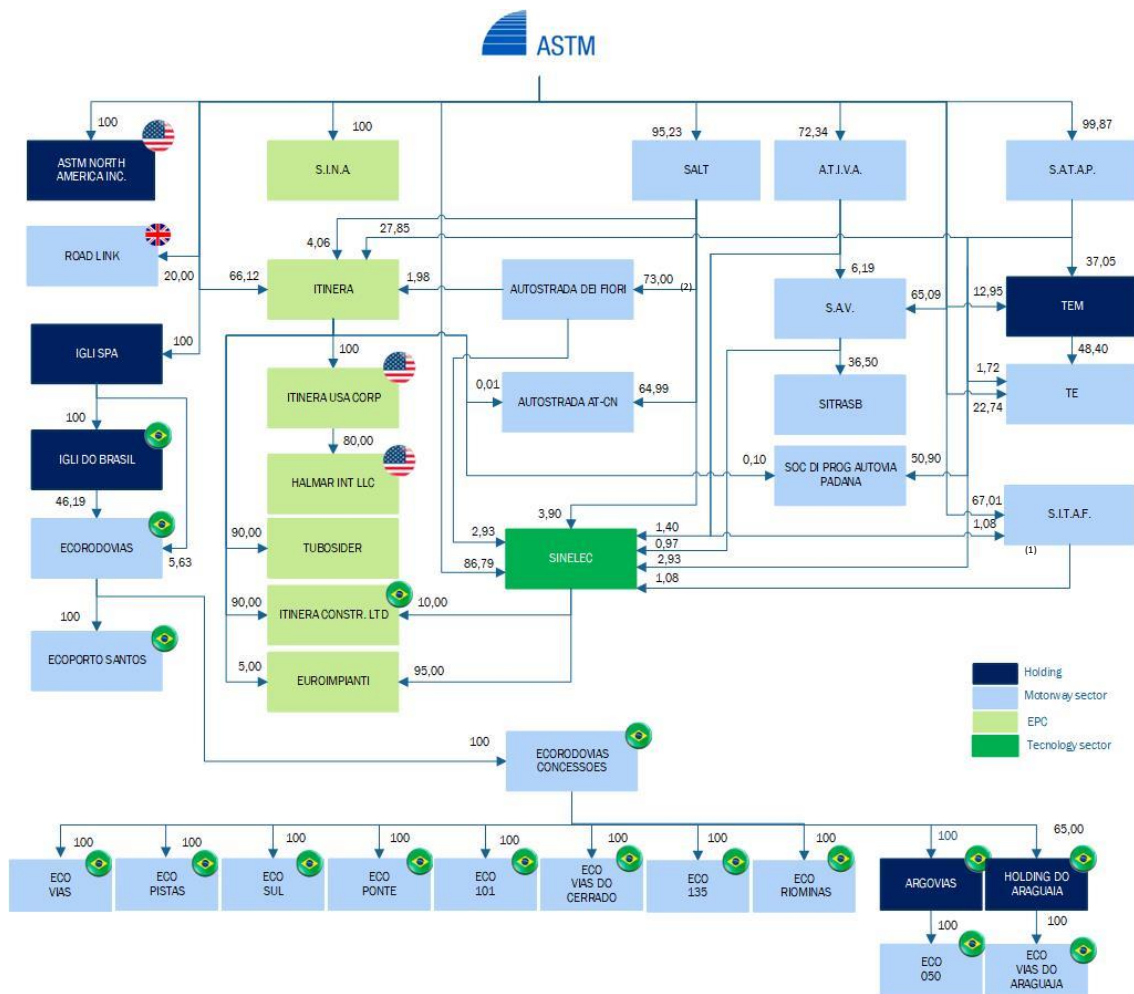 ASTM
100
100
95,23
72,34
99,87
ASTM NORTH
AMERICA INC.
S.I.N.A.
SALT
A.T.I.V.A.
S.A.T.A.P.
ROAD LINK
20,00
4,06
27,85
37,05
66,12
ITINERA
1,98
AUTOSTRADA DEI FIORI
73,00
(2)
6,19
S.A.V.
65,09
12,95
TEM
IGLI SPA
100
100
36,50
48,40
ITINERA USA CORP
0,01
AUTOSTRADA AT-CN
64,99
SITRASB
1,72
TE
22,74
100
IGLI DO BRASIL
80,00
HALMAR INT LLC
0,10
SOC DI PROG AUTOVIA
PADANA
50,90
46,19
67,01
S.I.T.A.F.
1,08
(1)
ECORODOVIAS
5,63
90,00
TUBOSIDER
2,93
3,90
86,79
SINELEC
1,40
0,97
2,93
1,08
100
90,00
ITINERA CONSTR. LTD
10,00
ECOPORTO SANTOS
5,00
EUROIMPIANTI
95,00
Holding
Motorway sector
EPC
Tecnology sector
100
ECORODOVIAS
CONCESSOES
100
100
100
100
100
100
100
100
100
65,00
ECO
VIAS
ECO
PISTAS
ECO
SUL
ECO
PONTE
ECO
101
ECO
VIAS DO
CERRADO
ECO
135
ECO
RIOMINAS
ARGOVIAS
HOLDING DO
ARAGUAIA
100
100
ECO
050
ECO
VIAS DO
ARAGUAJA